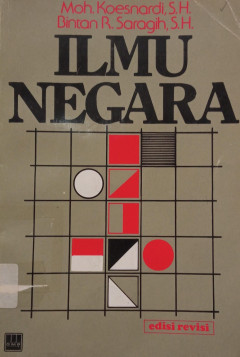 Moh. Koesnardi, S.H.
Bintan R. Saragih, S.H.
ILMU
NEGARA
edisi revisi